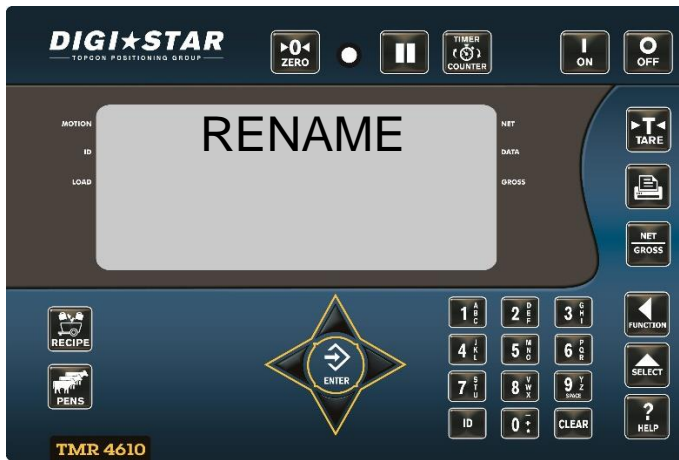 DIGI★STAR
TOPCON POSITIONING GROUP
▶0◀
ZERO
TIMER
COUNTER
I
ON
O
OFF
MOTION
ID
LOAD
RENAME
NET
DATA
GROSS
▶T◀
TARE
NET
GROSS
RECIPE
PENS
ENTER
1 A B C
2 D E F
3 G H I
FUNCTION
4 J K L
5 M N O
6 P Q R
SELECT
7 S T U
8 V W X
9 Y Z SPACE
ID
0 - + *
CLEAR
?
HELP
TMR 4610